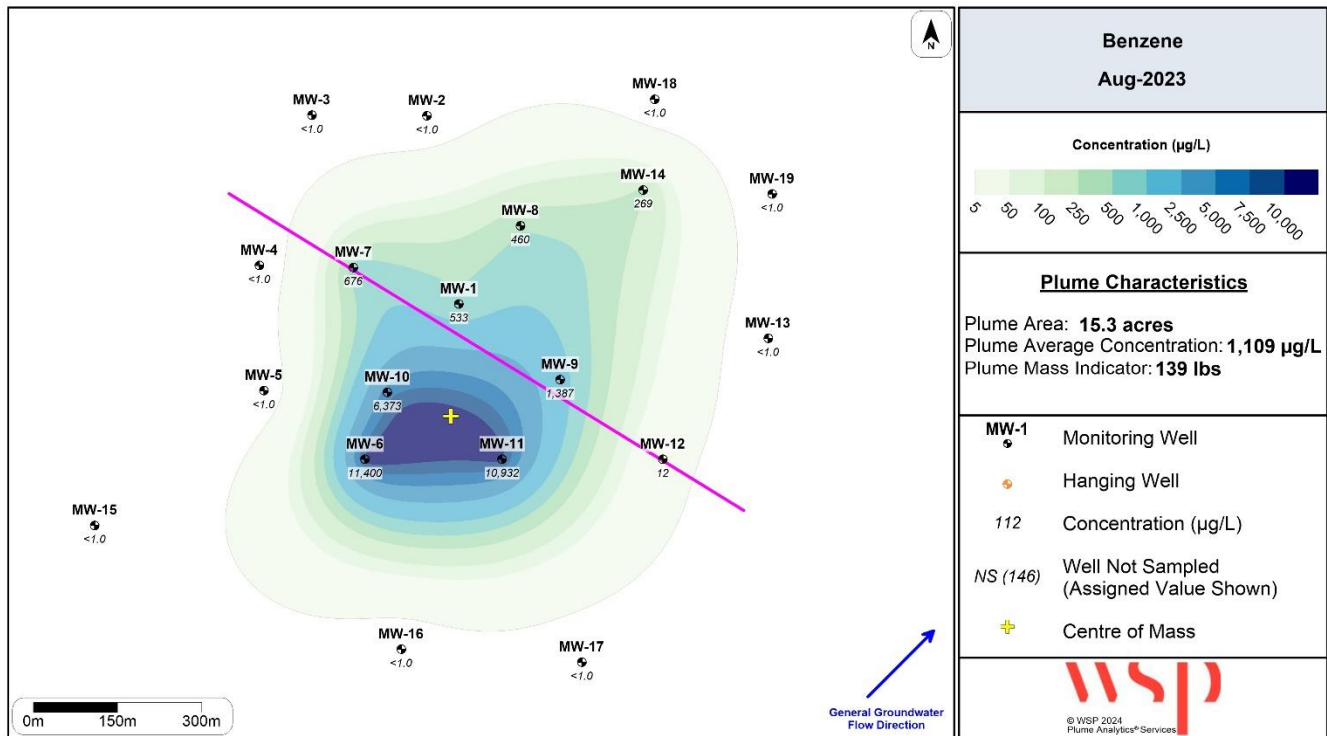 N
MW-18
<1.0
MW-3
<1.0
MW-2
<1.0
MW-14
269
MW-19
<1.0
MW-8
460
MW-4
<1.0
MW-7
676
MW-1
533
MW-13
<1.0
MW-9
1,387
MW-5
<1.0
MW-10
6,373
MW-6
11,400
MW-11
10,932
MW-12
12
MW-15
<1.0
MW-16
<1.0
MW-17
<1.0
0m 150m 300m
General Groundwater
Flow Direction
Benzene
Aug-2023
Concentration (µg/L)
5 50 100 250 500 1,000 2,500 5,000 7,500 10,000
Plume Characteristics
Plume Area: 15.3 acres
Plume Average Concentration: 1,109 µg/L
Plume Mass Indicator: 139 lbs
MW-1 Monitoring Well
Hanging Well
112 Concentration (µg/L)
NS (146) Well Not Sampled
(Assigned Value Shown)
Centre of Mass
wsp
© WSP 2024
Plume Analytics® Services